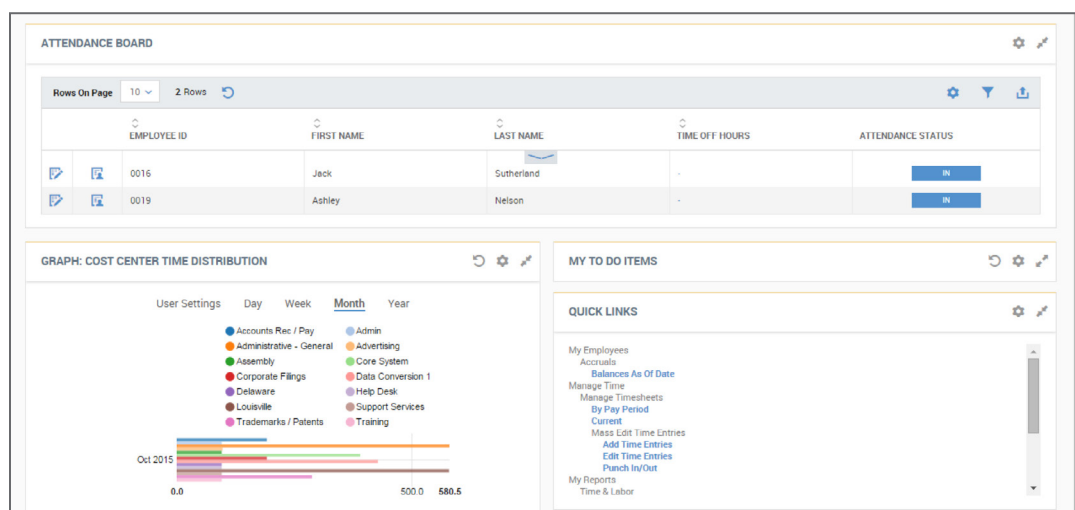 ATTENDANCE BOARD
Rows On Page 10 2 Rows
EMPLOYEE ID FIRST NAME LAST NAME TIME OFF HOURS ATTENDANCE STATUS
0016 Jack Sutherland - IN
0019 Ashley Nelson - IN
GRAPH: COST CENTER TIME DISTRIBUTION
User Settings Day Week Month Year
Accounts Rec / Pay Admin
Administrative - General Advertising
Assembly Core System
Corporate Filings Data Conversion 1
Delaware Help Desk
Louisville Support Services
Trademarks / Patents Training
Oct 2015
0.0 500.0 580.5
MY TO DO ITEMS
QUICK LINKS
My Employees
Accruals
Balances As Of Date
Manage Time
Manage Timesheets
By Pay Period
Current
Mass Edit Time Entries
Add Time Entries
Edit Time Entries
Punch In/Out
My Reports
Time & Labor